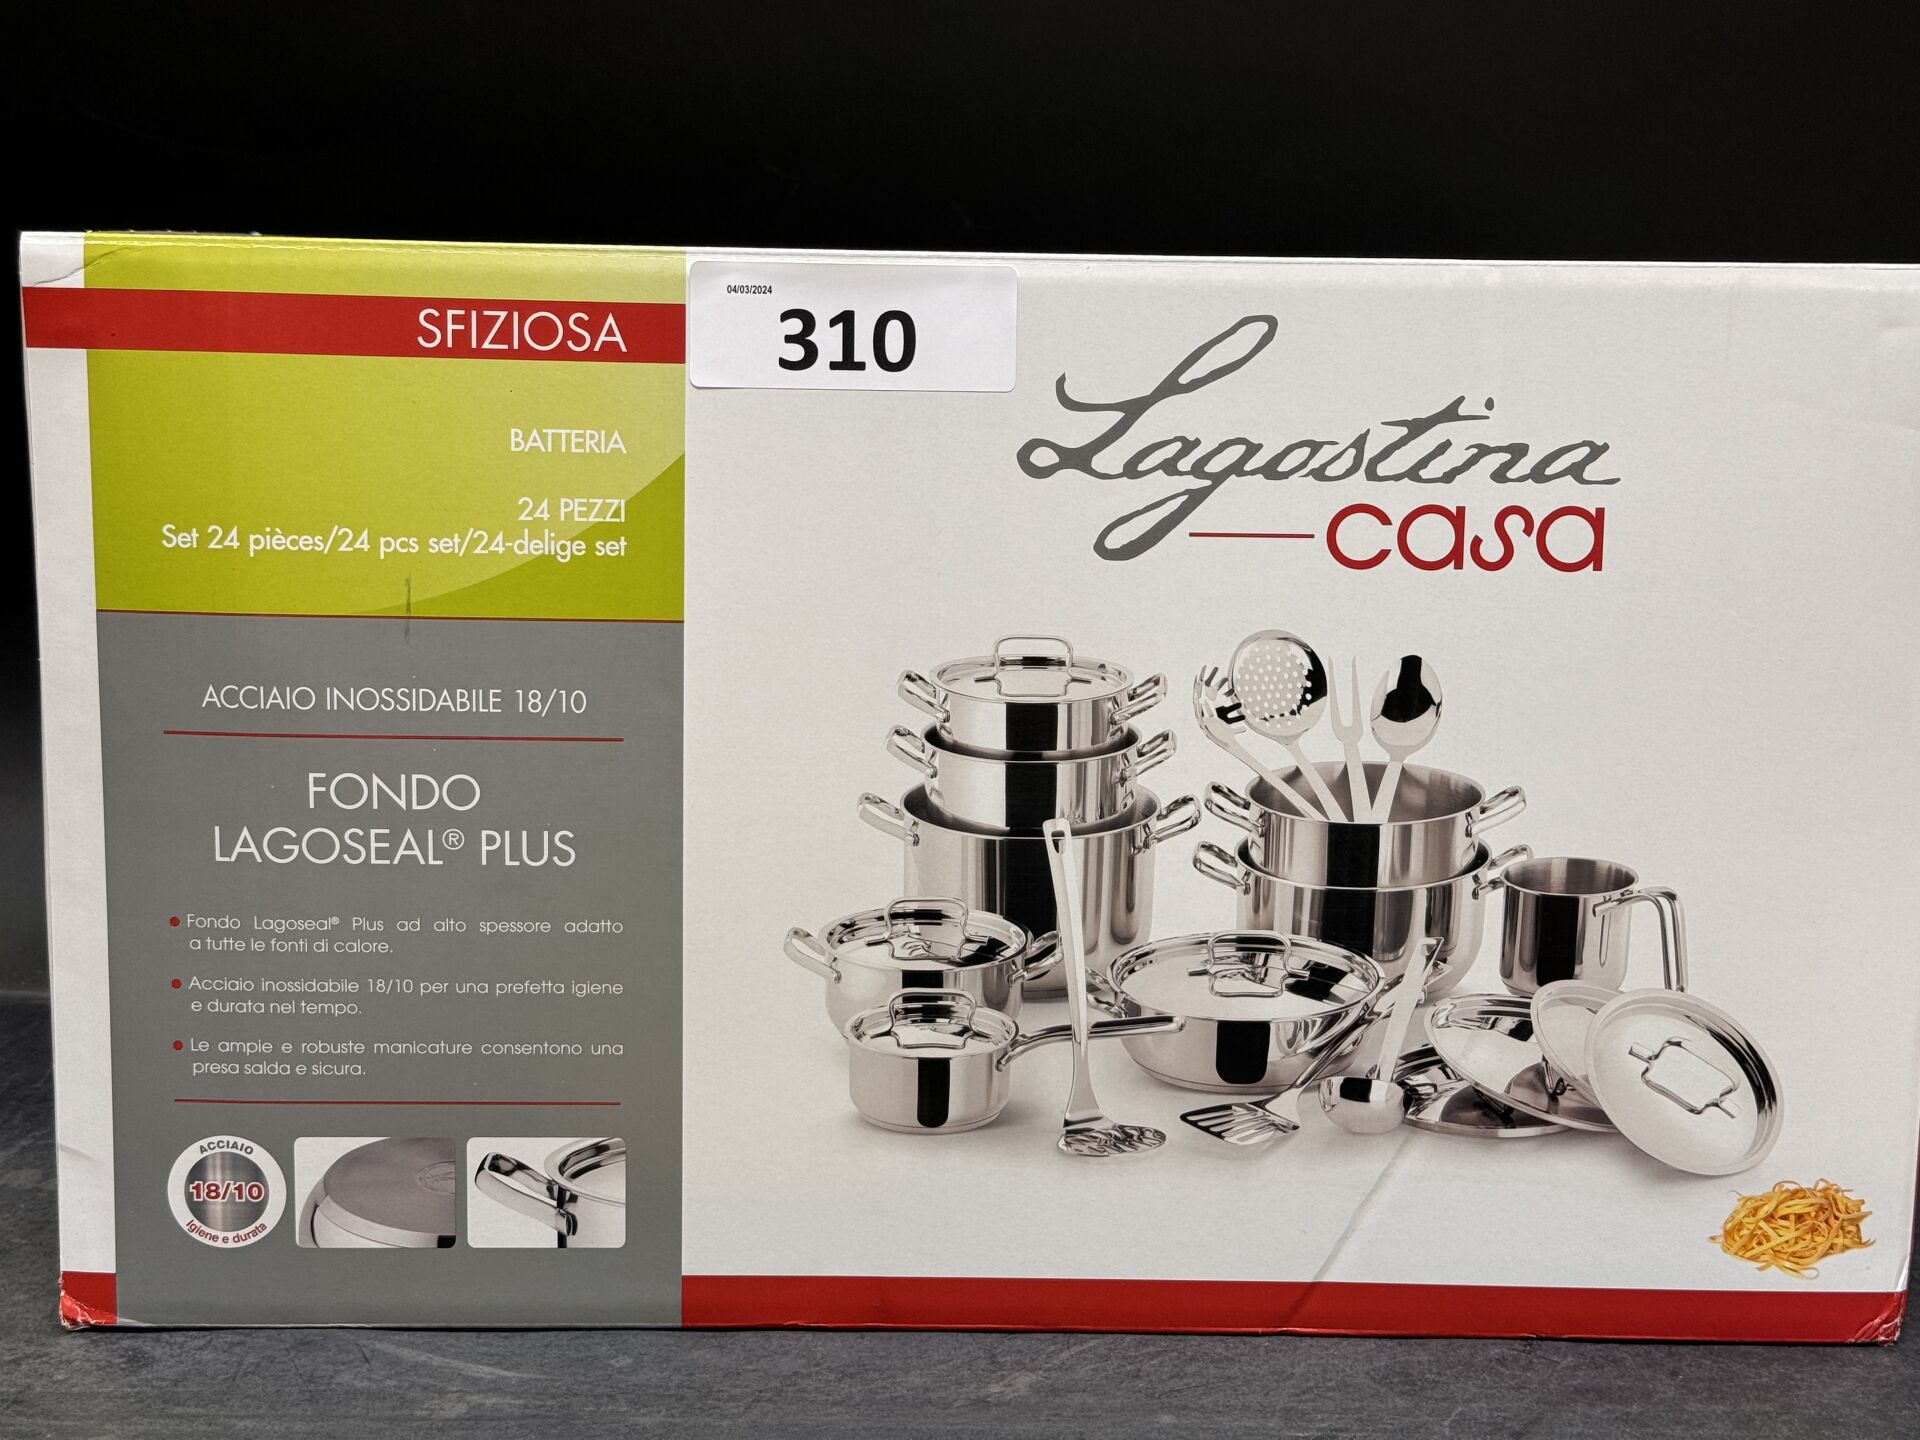 SFIZIOSA
BATTERIA
24 PEZZI
Set 24 pièces/24 pcs set/24-delige set
ACCIAIO INOSSIDABILE 18/10
FONDO
LAGOSEAL® PLUS
• Fondo Lagoseal® Plus ad alto spessore adatto
a tutte le fonti di calore.
• Acciaio inossidabile 18/10 per una prefetta igiene
e durata nel tempo.
• Le ampie e robuste manicature consentono una
presa salda e sicura.
ACCIAIO
18/10
Igiene e durata
04/03/2024
310
Lagostina
casa